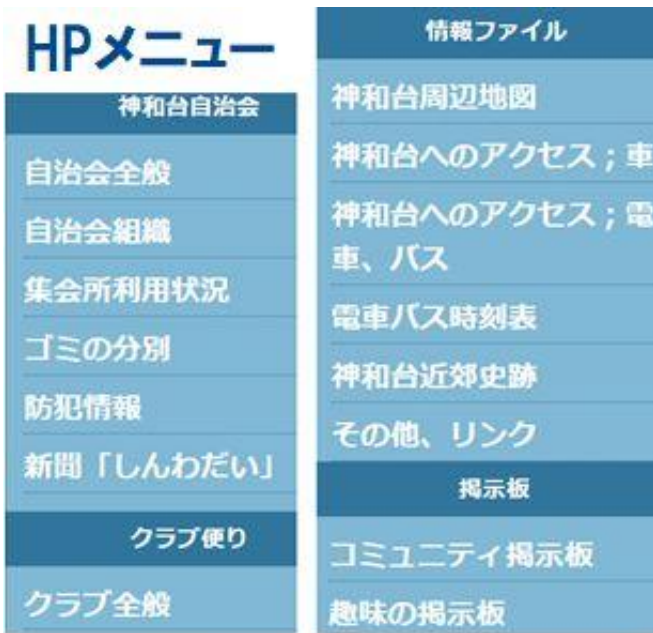 HPメニュー
神和台自治会
自治会全般
自治会組織
集会所利用状況
ゴミの分別
防犯情報
新聞「しんわだい」
クラブ便り
クラブ全般
情報ファイル
神和台周辺地図
神和台へのアクセス；車
神和台へのアクセス；電
車、バス
電車バス時刻表
神和台近郊史跡
その他、リンク
掲示板
コミュニティ掲示板
趣味の掲示板